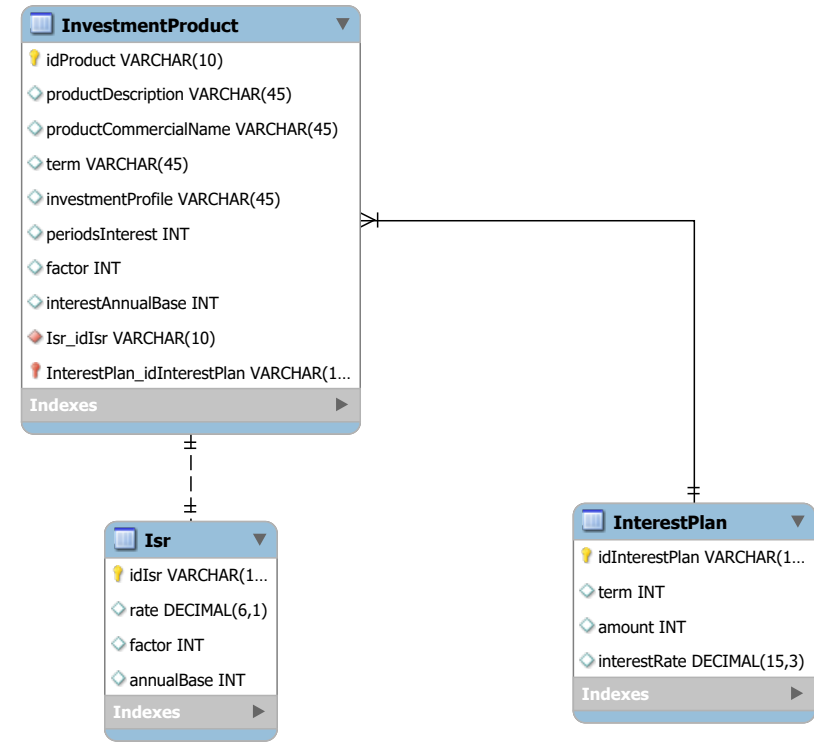 InvestmentProduct
idProduct VARCHAR(10)
productDescription VARCHAR(45)
productCommercialName VARCHAR(45)
term VARCHAR(45)
investmentProfile VARCHAR(45)
periodsInterest INT
factor INT
interestAnnualBase INT
Isr_idIsr VARCHAR(10)
InterestPlan_idInterestPlan VARCHAR(1...
Indexes
Isr
idIsr VARCHAR(1...
rate DECIMAL(6,1)
factor INT
annualBase INT
Indexes
InterestPlan
idInterestPlan VARCHAR(1...
term INT
amount INT
interestRate DECIMAL(15,3)
Indexes